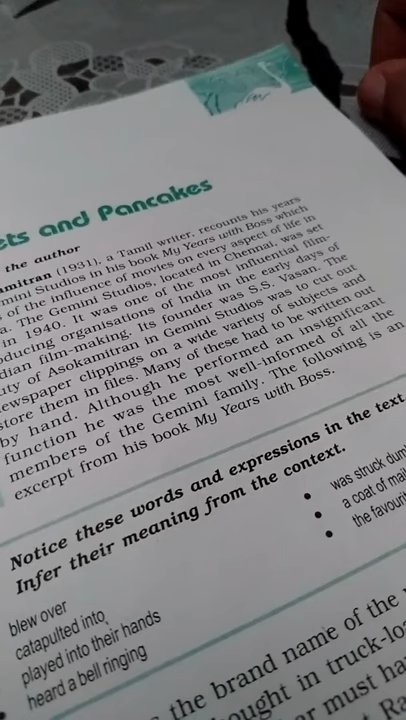 ets and Pancakes
the author
amitran (1931), a Tamil writer, recounts his years
mini Studios in his book My Years with Boss which
of the influence of movies on every aspect of life in
a. The Gemini Studios, located in Chennai, was set
in 1940. It was one of the most influential film-
oducing organisations of India in the early days of
dian film-making. Its founder was S.S. Vasan. The
uty of Asokamitran in Gemini Studios was to cut out
ewspaper clippings on a wide variety of subjects and
store them in files. Many of these had to be written out
by hand. Although he performed an insignificant
function he was the most well-informed of all the
members of the Gemini family. The following is an
excerpt from his book My Years with Boss.
Notice these words and expressions in the text.
Infer their meaning from the context.
blew over
catapulted into
played into their hands
heard a bell ringing
• was struck dum
• a coat of mai
• the favouri
the brand name of the
ought in truck-lo
ar must ha
Ra